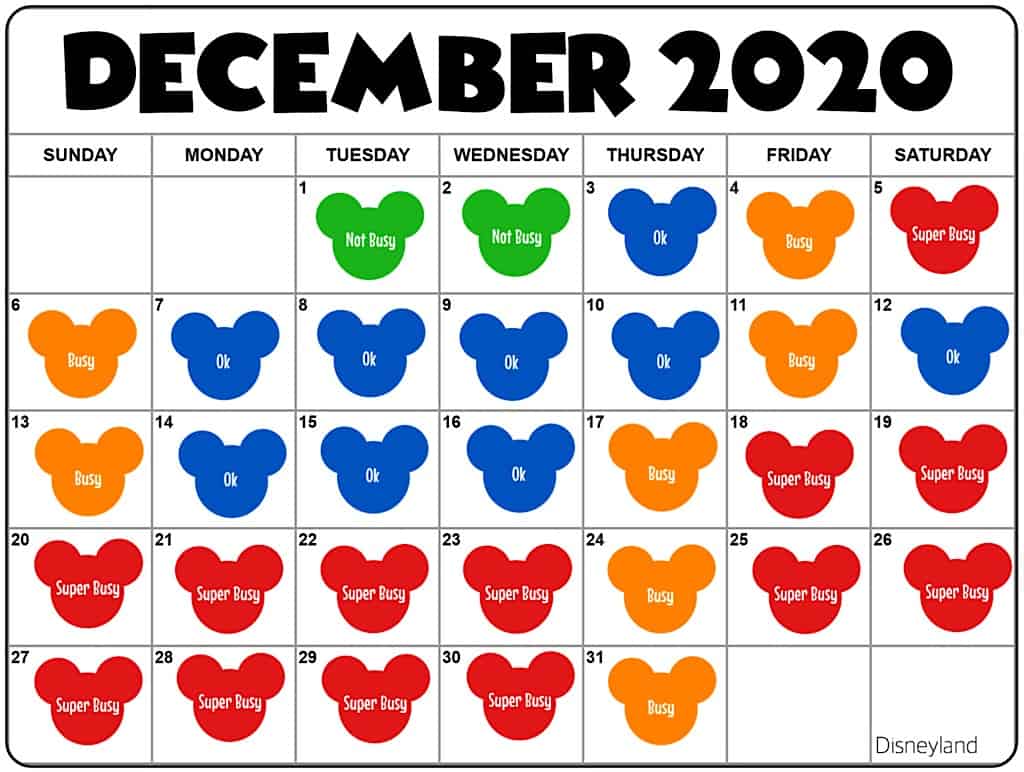 DECEMBER 2020
SUNDAY MONDAY TUESDAY WEDNESDAY THURSDAY FRIDAY SATURDAY
1 2 3 4 5
Not Busy Not Busy Ok Busy Super Busy
6 7 8 9 10 11 12
Busy Ok Ok Ok Ok Busy Ok
13 14 15 16 17 18 19
Busy Ok Ok Ok Busy Super Busy Super Busy
20 21 22 23 24 25 26
Super Busy Super Busy Super Busy Super Busy Busy Super Busy Super Busy
27 28 29 30 31
Super Busy Super Busy Super Busy Super Busy Busy
Disneyland